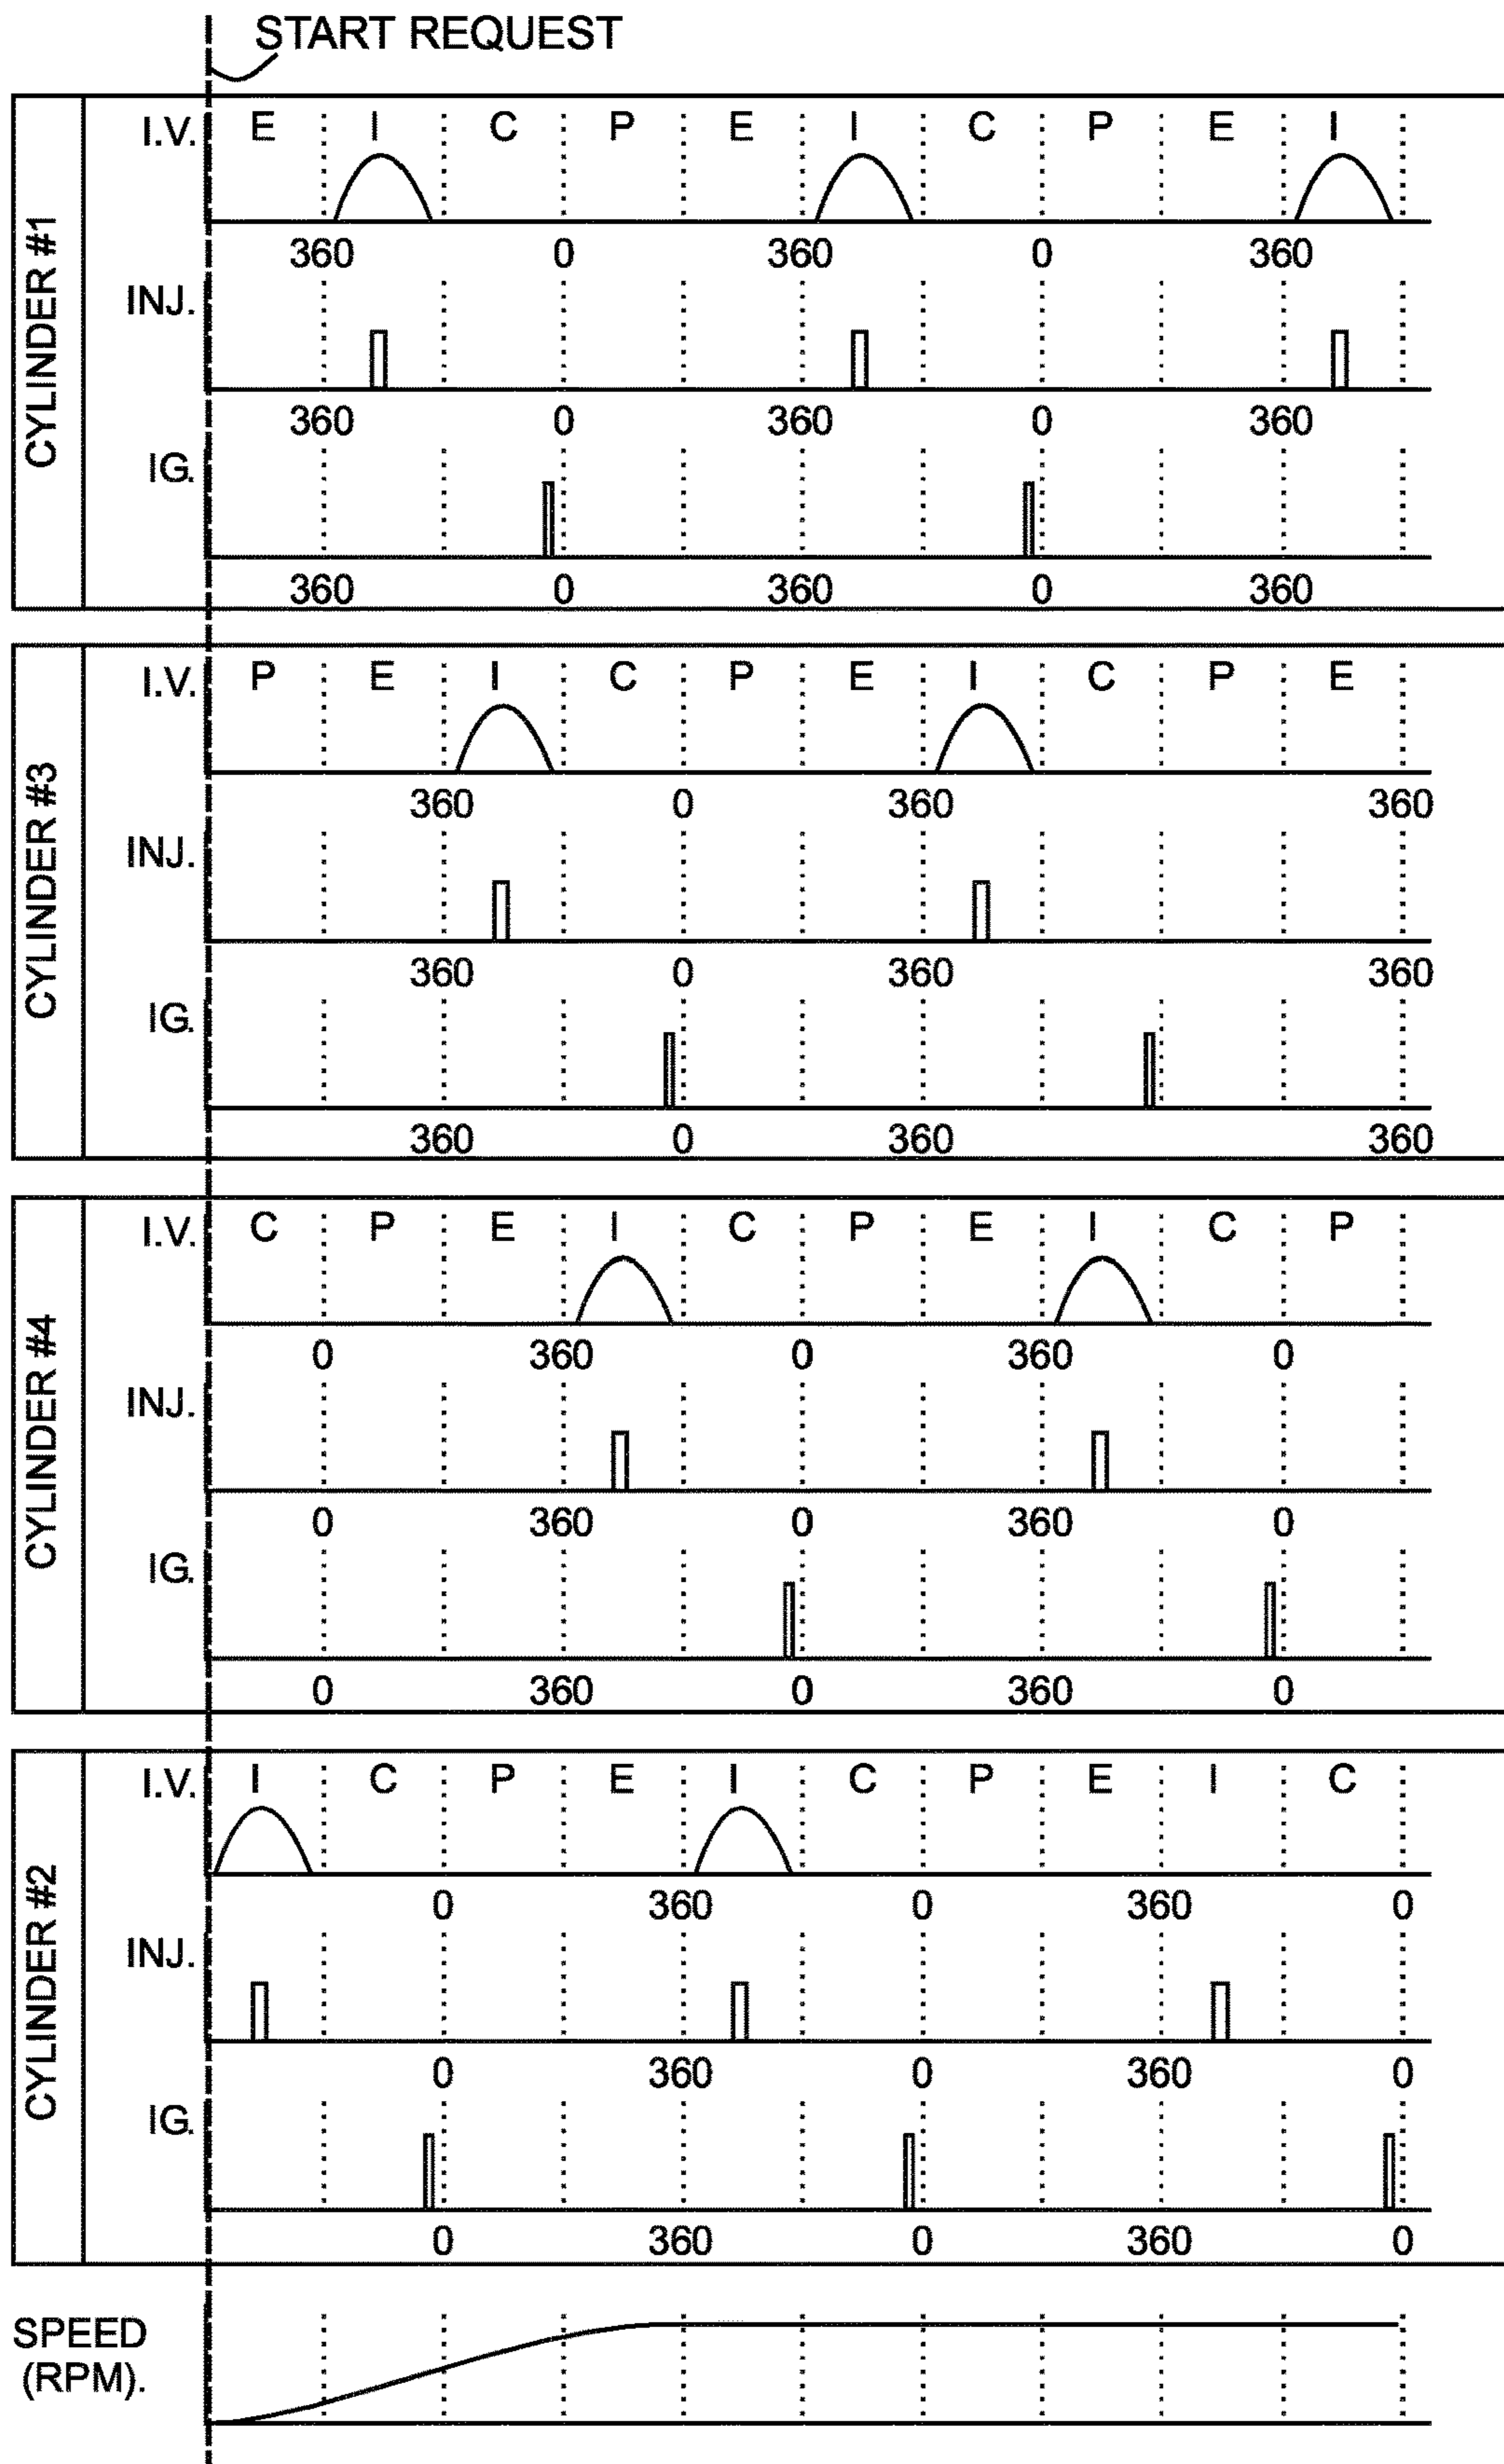 START REQUEST
CYLINDER #1
I.V. E I C P E I C P E I
360 0 360 0 360
INJ.
360 0 360 0 360
IG.
360 0 360 0 360
CYLINDER #3
I.V. P E I C P E I C P E
360 0 360 360
INJ.
360 0 360 360
IG.
360 0 360 360
CYLINDER #4
I.V. C P E I C P E I C P
0 360 0 360 0
INJ.
0 360 0 360 0
IG.
0 360 0 360 0
CYLINDER #2
I.V. I C P E I C P E I C
0 360 0 360 0
INJ.
0 360 0 360 0
IG.
0 360 0 360 0
SPEED
(RPM).